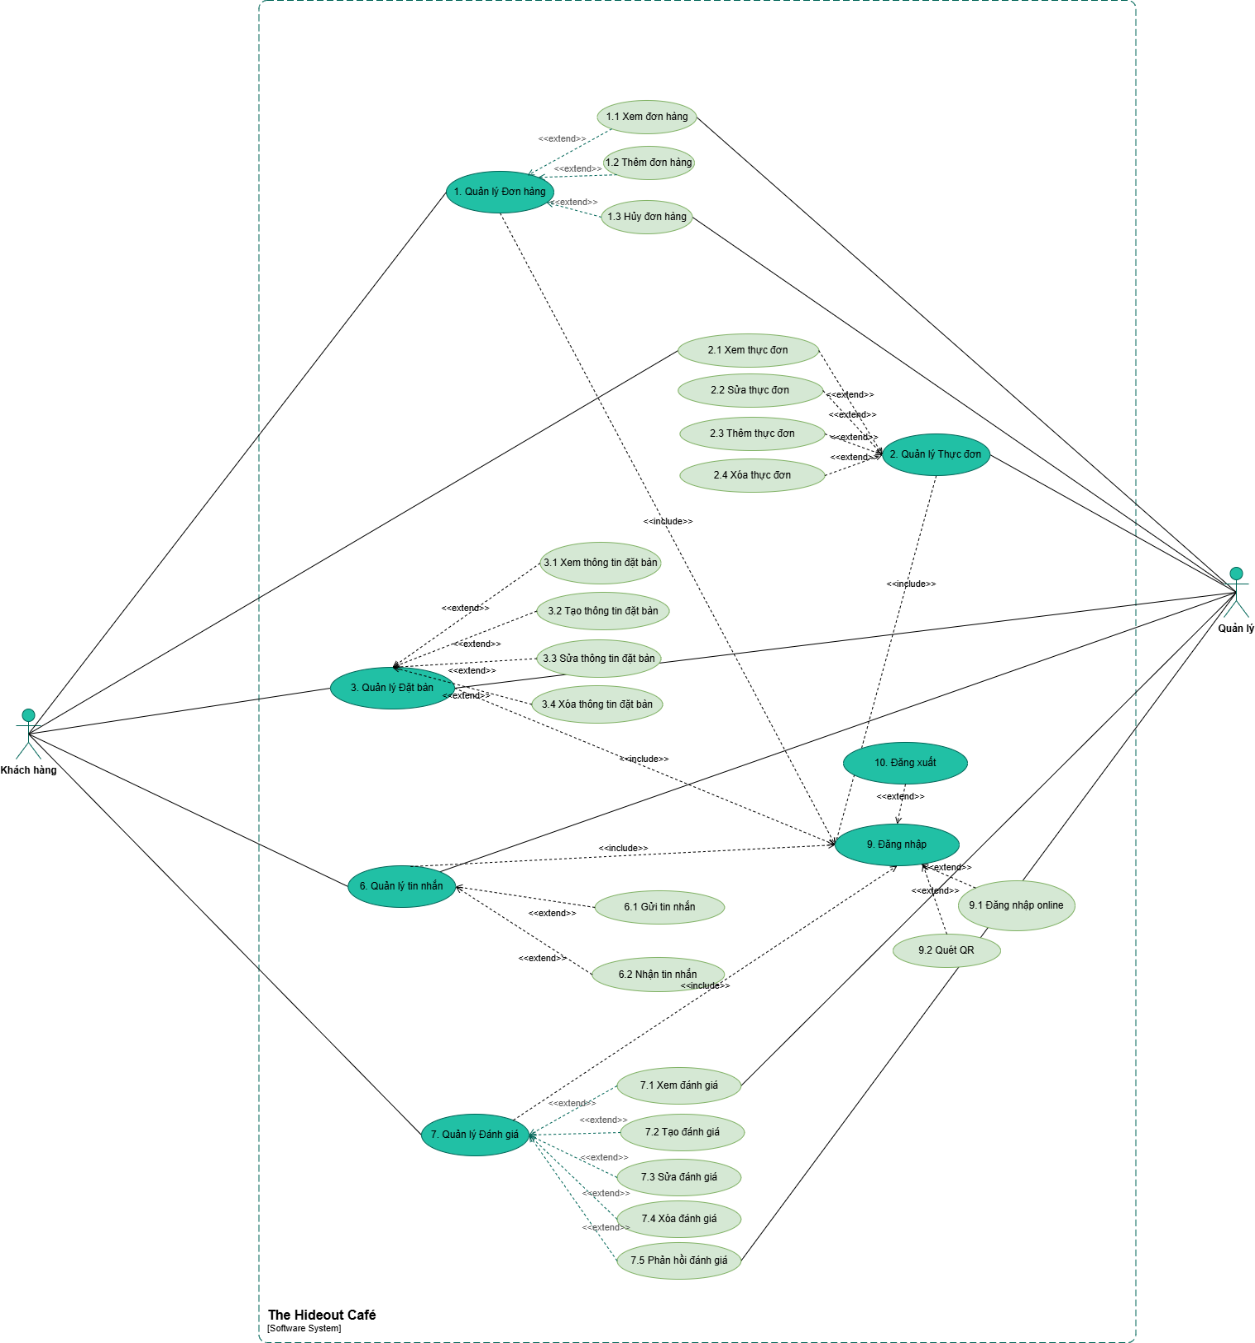 1.1 Xem đơn hàng
<<extend>>
1.2 Thêm đơn hàng
<<extend>>
1. Quản lý Đơn hàng
<<extend>>
1.3 Hủy đơn hàng
2.1 Xem thực đơn
2.2 Sửa thực đơn
<<extend>>
<<extend>>
2.3 Thêm thực đơn
<<extend>>
2. Quản lý Thực đơn
<<extend>>
2.4 Xóa thực đơn
<<include>>
3.1 Xem thông tin đặt bàn
<<include>>
<<extend>>
3.2 Tạo thông tin đặt bàn
Quản lý
<<extend>>
3.3 Sửa thông tin đặt bàn
<<extend>>
3. Quản lý Đặt bàn
<<extend>>
3.4 Xóa thông tin đặt bàn
<<include>>
10. Đăng xuất
Khách hàng
<<extend>>
9. Đăng nhập
<<include>>
<<extend>>
6. Quản lý tin nhắn
<<extend>>
9.1 Đăng nhập online
6.1 Gửi tin nhắn
<<extend>>
9.2 Quét QR
<<extend>>
6.2 Nhận tin nhắn
<<include>>
7.1 Xem đánh giá
<<extend>>
<<extend>>
7.2 Tạo đánh giá
7. Quản lý Đánh giá
<<extend>>
7.3 Sửa đánh giá
<<extend>>
7.4 Xóa đánh giá
<<extend>>
7.5 Phản hồi đánh giá
The Hideout Café
[Software System]